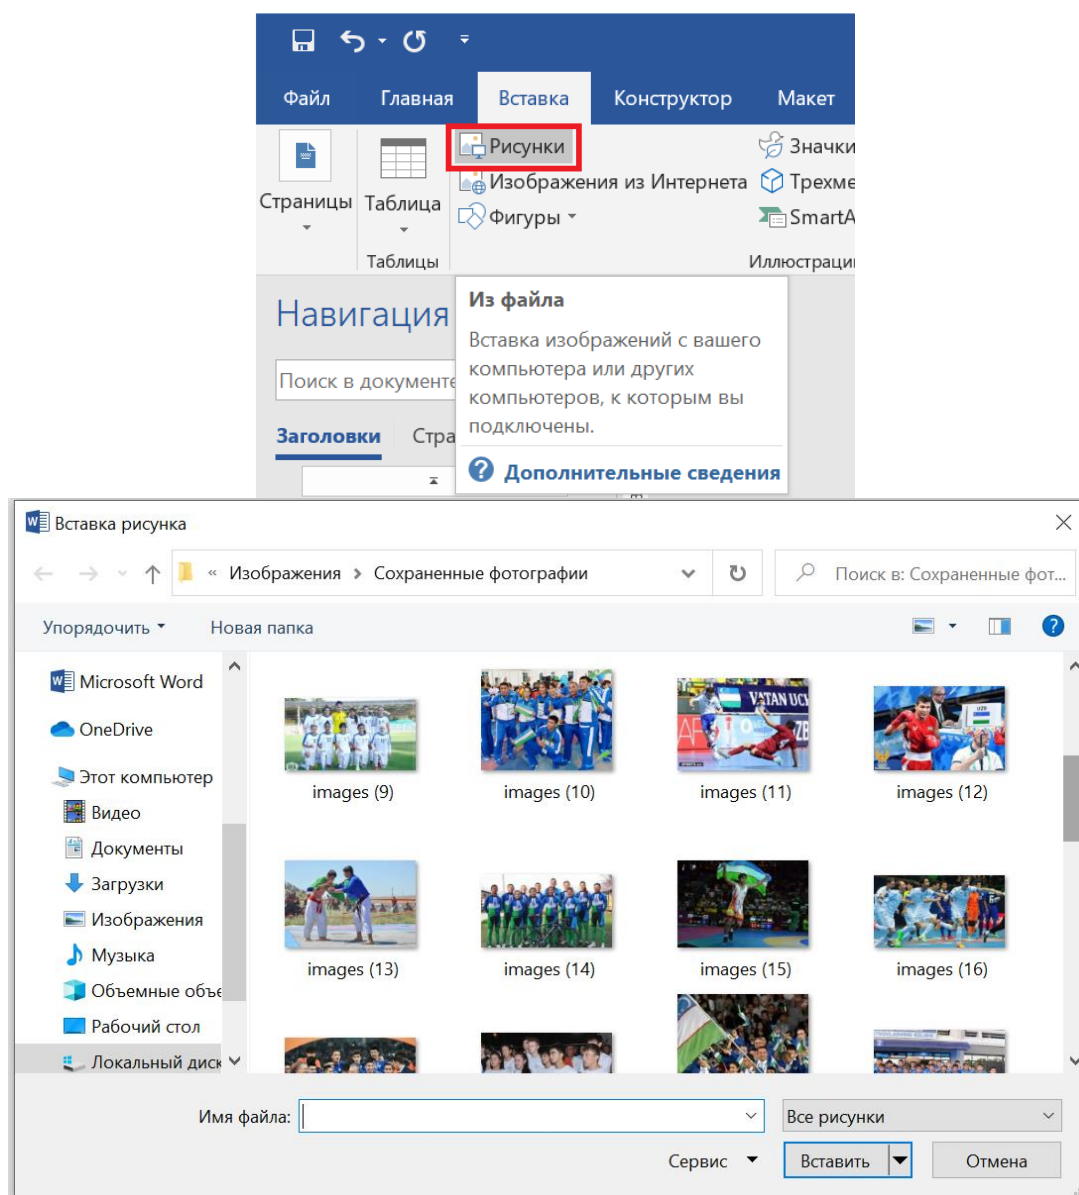 Файл Главная Вставка Конструктор Макет
Рисунки
Значки
Изображения из Интернета
Трехме
Страницы
Таблица
Фигуры
SmartA
Таблицы
Иллюстраци
Навигация
Поиск в документе
Заголовки Стра
Из файла
Вставка изображений с вашего
компьютера или других
компьютеров, к которым вы
подключены.
? Дополнительные сведения
Вставка рисунка
« Изображения › Сохраненные фотографии
Поиск в: Сохраненные фот...
Упорядочить Новая папка
?
Microsoft Word
OneDrive
Этот компьютер
Видео
Документы
Загрузки
Изображения
Музыка
Объемные объе
Рабочий стол
Локальный диск
VATAN UCH
UZB
images (9) images (10) images (11) images (12)
images (13) images (14) images (15) images (16)
Имя файла:
Все рисунки
Сервис Вставить Отмена